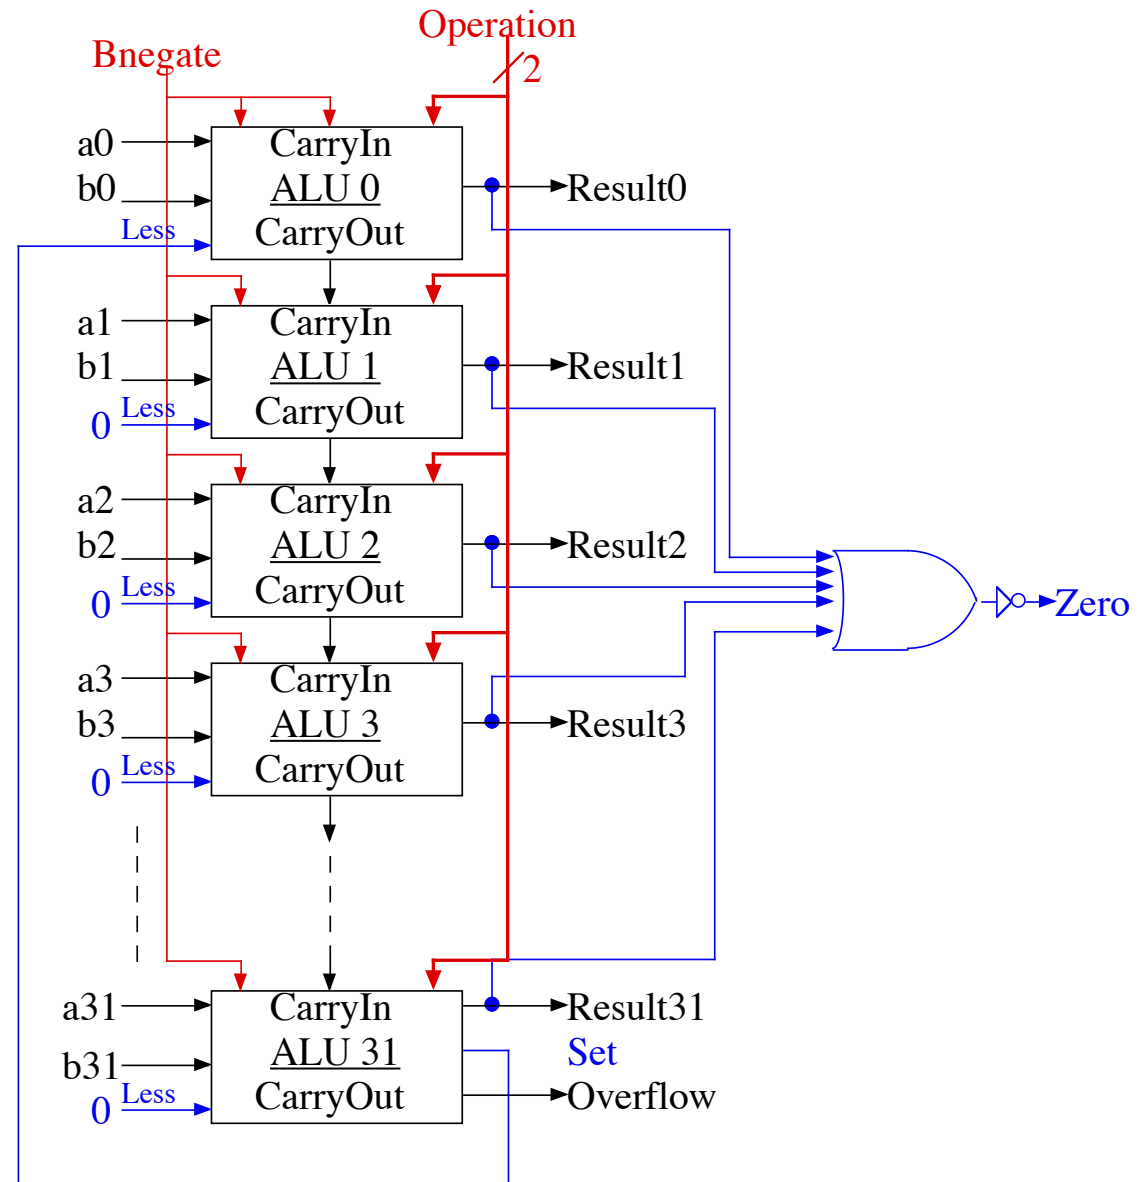 Operation
Bnegate
2
a0
CarryIn
b0
ALU 0
Result0
Less
CarryOut
a1
CarryIn
b1
ALU 1
Result1
Less
0
CarryOut
a2
CarryIn
b2
ALU 2
Result2
Less
0
CarryOut
Zero
a3
CarryIn
b3
ALU 3
Result3
Less
0
CarryOut
a31
CarryIn
Result31
b31
ALU 31
Set
Less
0
CarryOut
Overflow